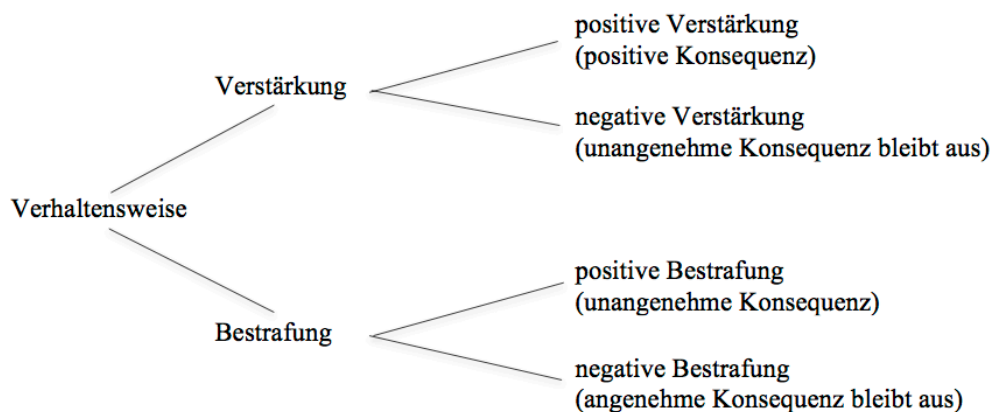 positive Verstärkung
(positive Konsequenz)
Verstärkung
negative Verstärkung
(unangenehme Konsequenz bleibt aus)
Verhaltensweise
positive Bestrafung
(unangenehme Konsequenz)
Bestrafung
negative Bestrafung
(angenehme Konsequenz bleibt aus)